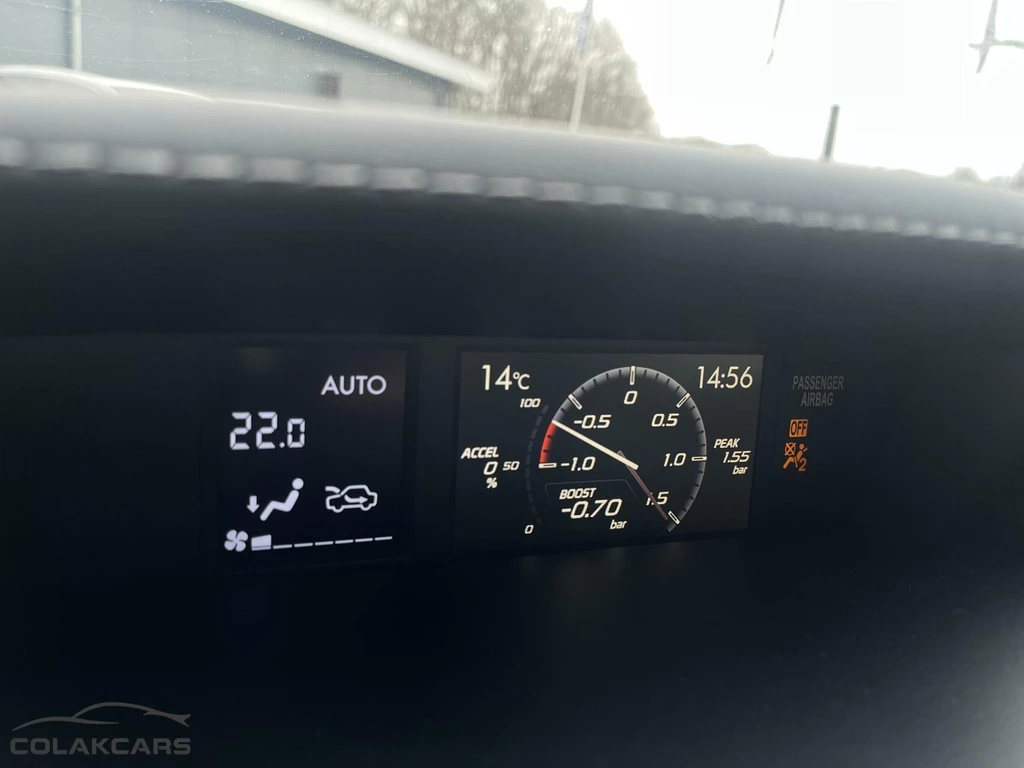 AUTO
22.0
14°C
14:56
100
ACCEL
0
%
50
0
-1.0
-0.5
0
0.5
1.0
1.5
BOOST
-0.70
bar
PEAK
1.55
bar
PASSENGER
AIRBAG
OFF
2
COLAKCARS